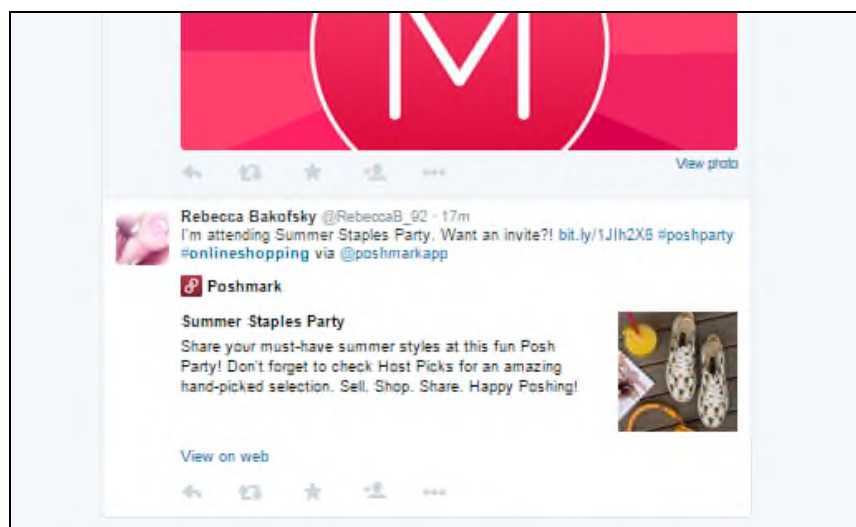 M
View photo
Rebecca Bakofsky @RebeccaB_92 · 17m
I'm attending Summer Staples Party. Want an invite?! bit.ly/1JIh2X6 #poshparty
#onlineshopping via @poshmarkapp
Poshmark
Summer Staples Party
Share your must-have summer styles at this fun Posh
Party! Don't forget to check Host Picks for an amazing
hand-picked selection. Sell. Shop. Share. Happy Poshing!
View on web